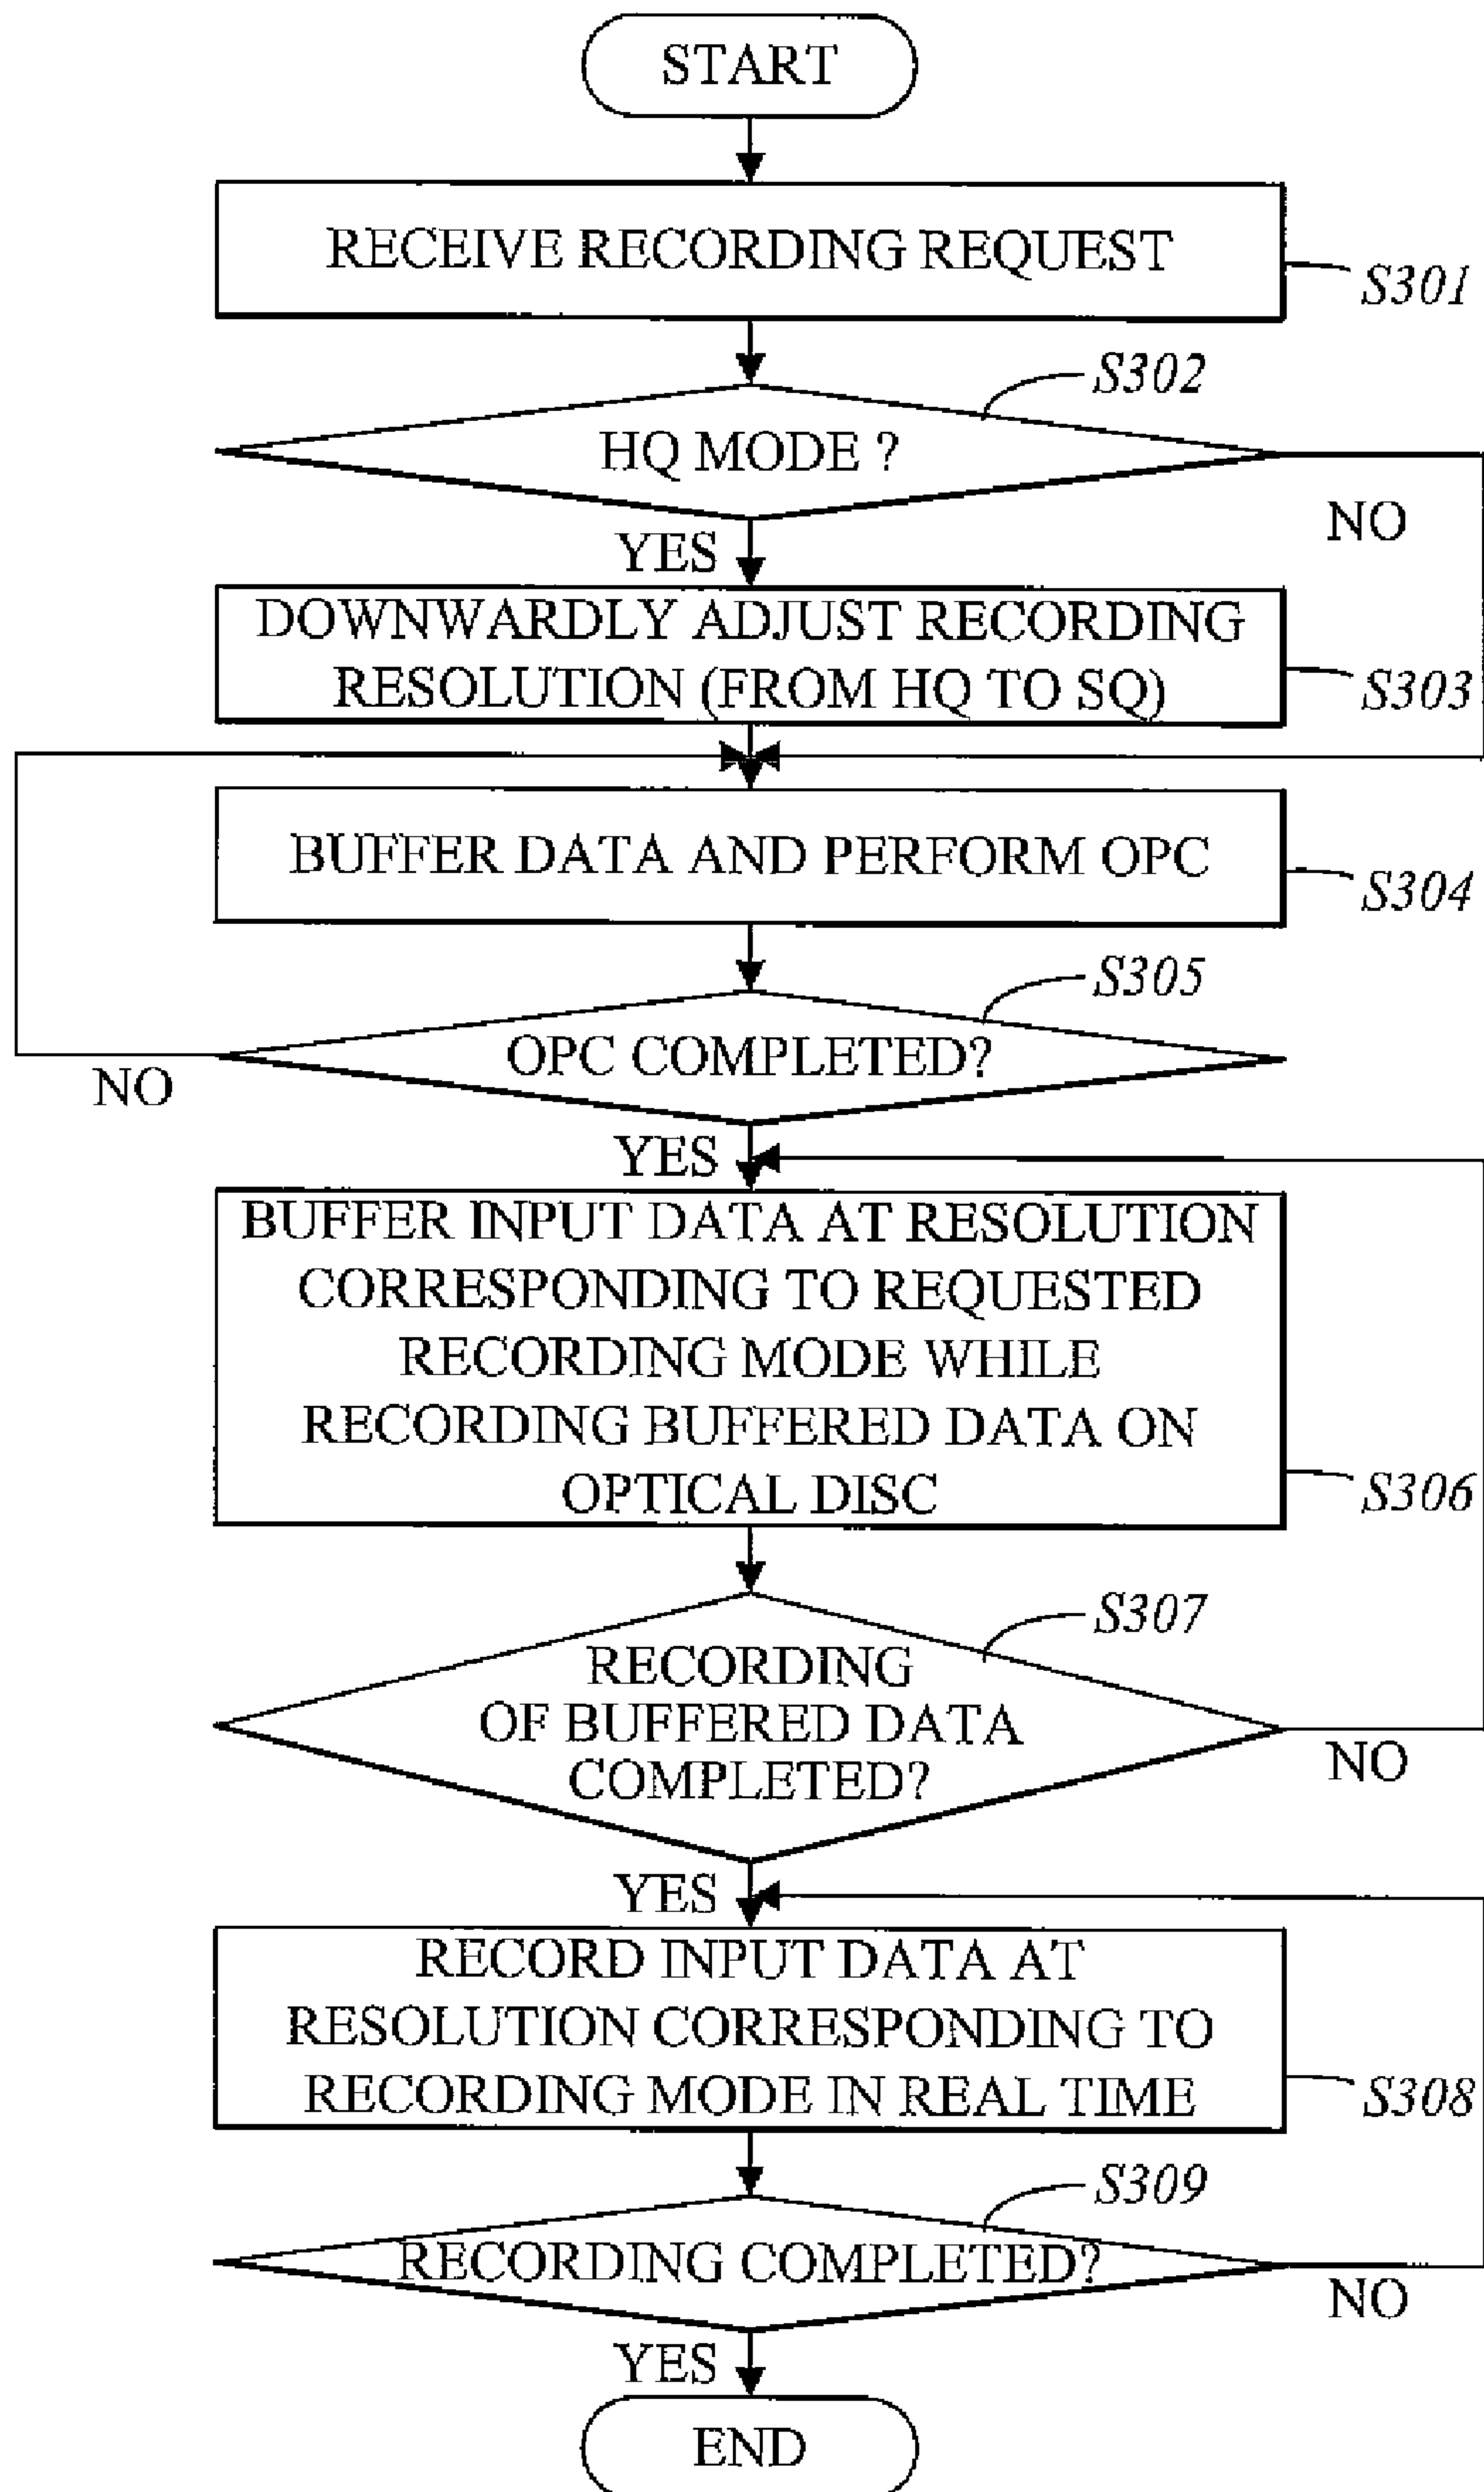 START
RECEIVE RECORDING REQUEST
S301
S302
HQ MODE ?
NO
YES
DOWNWARDLY ADJUST RECORDING
RESOLUTION (FROM HQ TO SQ)
S303
BUFFER DATA AND PERFORM OPC
S304
S305
OPC COMPLETED?
NO
YES
BUFFER INPUT DATA AT RESOLUTION
CORRESPONDING TO REQUESTED
RECORDING MODE WHILE
RECORDING BUFFERED DATA ON
OPTICAL DISC
S306
S307
RECORDING
OF BUFFERED DATA
COMPLETED?
NO
YES
RECORD INPUT DATA AT
RESOLUTION CORRESPONDING TO
RECORDING MODE IN REAL TIME
S308
S309
RECORDING COMPLETED?
NO
YES
END